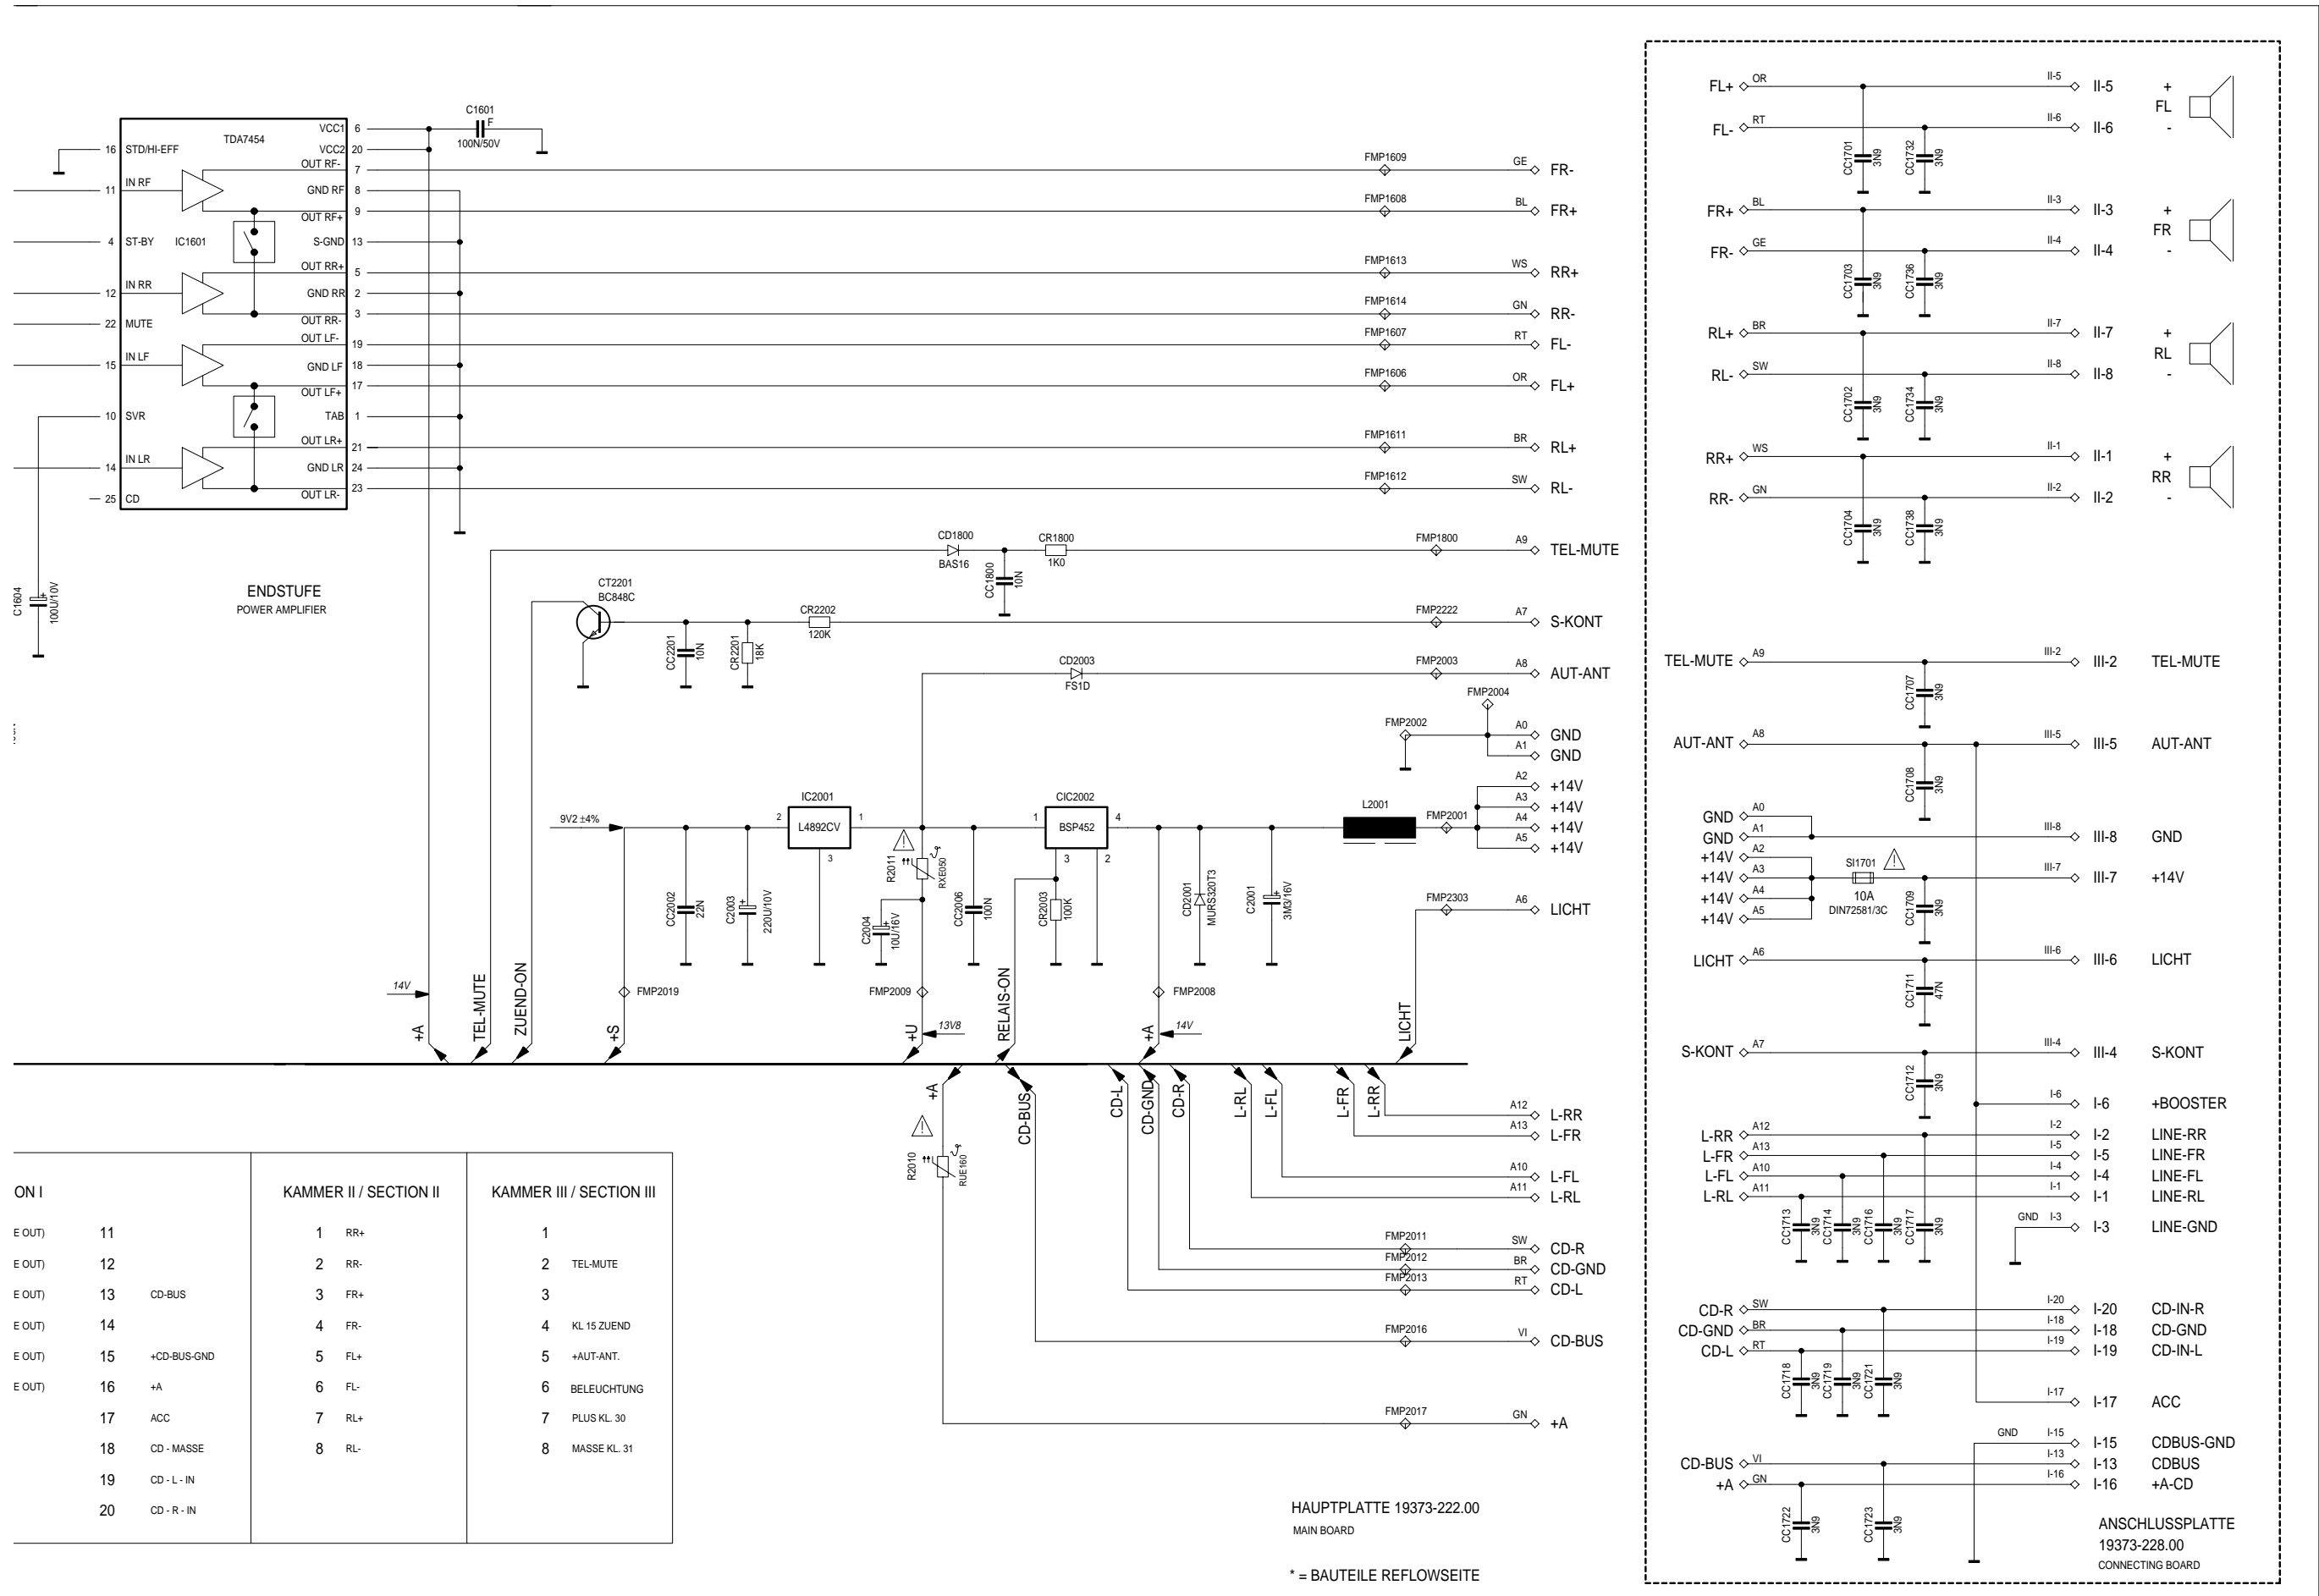 TDA7454
IC1601
16 STD/HI-EFF
11 IN RF
4 ST-BY
12 IN RR
22 MUTE
15 IN LF
10 SVR
14 IN LR
25 CD
VCC1 6
VCC2 20
OUT RF- 7
GND RF 8
OUT RF+ 9
S-GND 13
OUT RR+ 5
GND RR 2
OUT RR- 3
OUT LF- 19
GND LF 18
OUT LF+ 17
TAB 1
OUT LR+ 21
GND LR 24
OUT LR- 23
C1601
F
100N/50V
C1604
+
100U/10V
ENDSTUFE
POWER AMPLIFIER
FMP1609 GE FR-
FMP1608 BL FR+
FMP1613 WS RR+
FMP1614 GN RR-
FMP1607 RT FL-
FMP1606 OR FL+
FMP1611 BR RL+
FMP1612 SW RL-
CD1800
BAS16
CC1800
10N
CR1800
1K0
FMP1800 A9 TEL-MUTE
CT2201
BC848C
CC2201
10N
CR2201
18K
CR2202
120K
FMP2222 A7 S-KONT
CD2003
FS1D
FMP2003 A8 AUT-ANT
FMP2004
FMP2002
A0 GND
A1 GND
A2 +14V
A3 +14V
A4 +14V
A5 +14V
9V2 ±4%
IC2001
2 L4892CV 1
3
CIC2002
1 BSP452 4
3 2
L2001
FMP2001
CC2002
22N
C2003
+
220U/10V
R2011
RXE050
C2004
+
10U/16V
CC2006
100N
CR2003
100K
CD2001
MURS320T3
C2001
+
3M3/16V
FMP2303 A6 LICHT
14V
+A
TEL-MUTE
ZUEND-ON
+S
FMP2019
+U
FMP2009
13V8
RELAIS-ON
+A
FMP2008
14V
LICHT
+A
R2010
RUE160
CD-BUS
CD-L
CD-GND
CD-R
L-RL
L-FL
L-FR
L-RR
A12 L-RR
A13 L-FR
A10 L-FL
A11 L-RL
FMP2011 SW CD-R
FMP2012 BR CD-GND
FMP2013 RT CD-L
FMP2016 VI CD-BUS
FMP2017 GN +A
ON I
E OUT) 11
E OUT) 12
E OUT) 13 CD-BUS
E OUT) 14
E OUT) 15 +CD-BUS-GND
E OUT) 16 +A
17 ACC
18 CD - MASSE
19 CD - L - IN
20 CD - R - IN
KAMMER II / SECTION II
1 RR+
2 RR-
3 FR+
4 FR-
5 FL+
6 FL-
7 RL+
8 RL-
KAMMER III / SECTION III
1
2 TEL-MUTE
3
4 KL 15 ZUEND
5 +AUT-ANT.
6 BELEUCHTUNG
7 PLUS KL. 30
8 MASSE KL. 31
HAUPTPLATTE 19373-222.00
MAIN BOARD
* = BAUTEILE REFLOWSEITE
FL+ OR II-5 II-5 +
FL
FL- RT II-6 II-6 -
CC1701 3N9
CC1732 3N9
FR+ BL II-3 II-3 +
FR
FR- GE II-4 II-4 -
CC1703 3N9
CC1736 3N9
RL+ BR II-7 II-7 +
RL
RL- SW II-8 II-8 -
CC1702 3N9
CC1734 3N9
RR+ WS II-1 II-1 +
RR
RR- GN II-2 II-2 -
CC1704 3N9
CC1738 3N9
TEL-MUTE A9 III-2 III-2 TEL-MUTE
CC1707 3N9
AUT-ANT A8 III-5 III-5 AUT-ANT
CC1708 3N9
GND A0
GND A1 III-8 III-8 GND
+14V A2
+14V A3 III-7 III-7 +14V
+14V A4
+14V A5
SI1701
10A
DIN72581/3C
CC1709 3N9
LICHT A6 III-6 III-6 LICHT
CC1711 47N
S-KONT A7 III-4 III-4 S-KONT
CC1712 3N9
I-6 I-6 +BOOSTER
L-RR A12 I-2 I-2 LINE-RR
L-FR A13 I-5 I-5 LINE-FR
L-FL A10 I-4 I-4 LINE-FL
L-RL A11 I-1 I-1 LINE-RL
GND I-3 I-3 LINE-GND
CC1713 3N9
CC1714 3N9
CC1716 3N9
CC1717 3N9
CD-R SW I-20 I-20 CD-IN-R
CD-GND BR I-18 I-18 CD-GND
CD-L RT I-19 I-19 CD-IN-L
CC1718 3N9
CC1719 3N9
CC1721 3N9
I-17 I-17 ACC
GND I-15 I-15 CDBUS-GND
CD-BUS VI I-13 I-13 CDBUS
+A GN I-16 I-16 +A-CD
CC1722 3N9
CC1723 3N9
ANSCHLUSSPLATTE
19373-228.00
CONNECTING BOARD